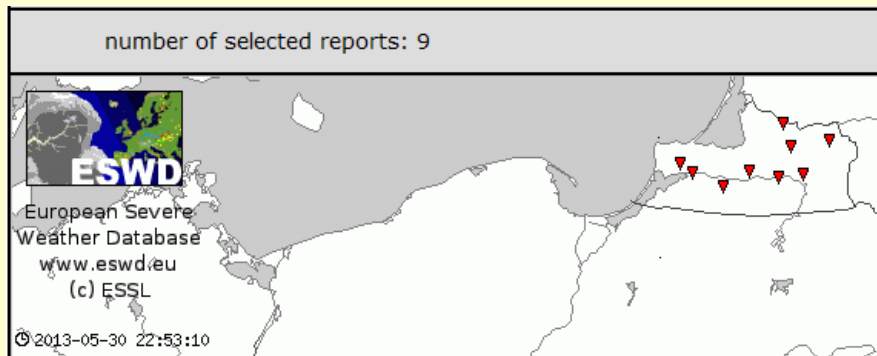 number of selected reports: 9
ESWD
European Severe
Weather Database
www.eswd.eu
(c) ESSL
2013-05-30 22:53:10